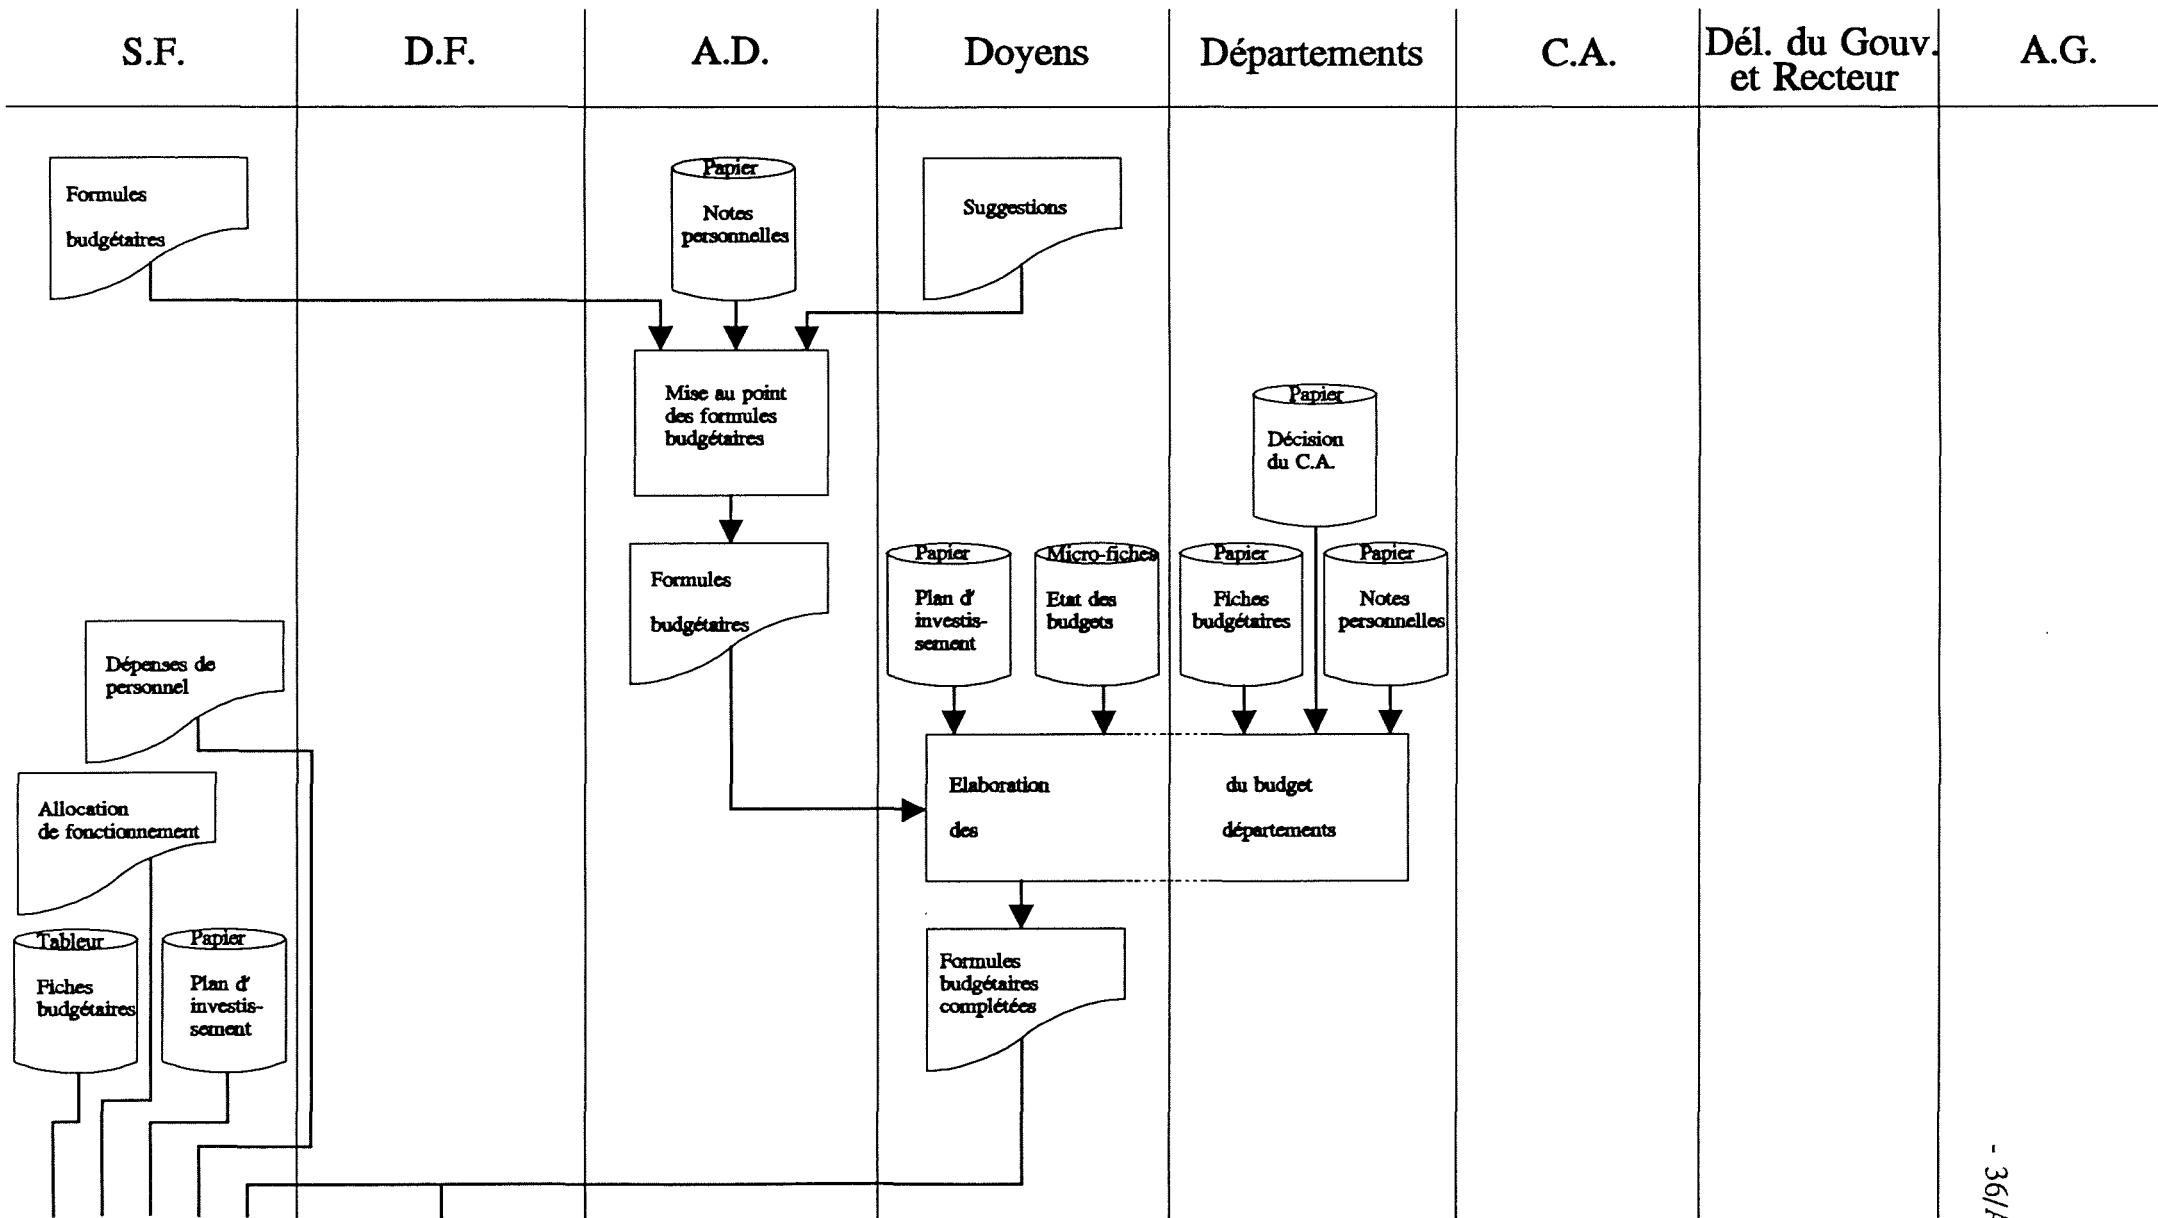 S.F.
D.F.
A.D.
Doyens
Départements
C.A.
Dél. du Gouv.
et Recteur
A.G.
Formules
budgétaires
Papier
Notes
personnelles
Suggestions
Mise au point
des formules
budgétaires
Papier
Décision
du C.A.
Formules
budgétaires
Papier
Plan d'
investis-
sement
Micro-fiches
Etat des
budgets
Papier
Fiches
budgétaires
Papier
Notes
personnelles
Dépenses de
personnel
Elaboration
du budget
des
départements
Allocation
de fonctionnement
Tableur
Fiches
budgétaires
Papier
Plan d'
investis-
sement
Formules
budgétaires
complétées
- 36/